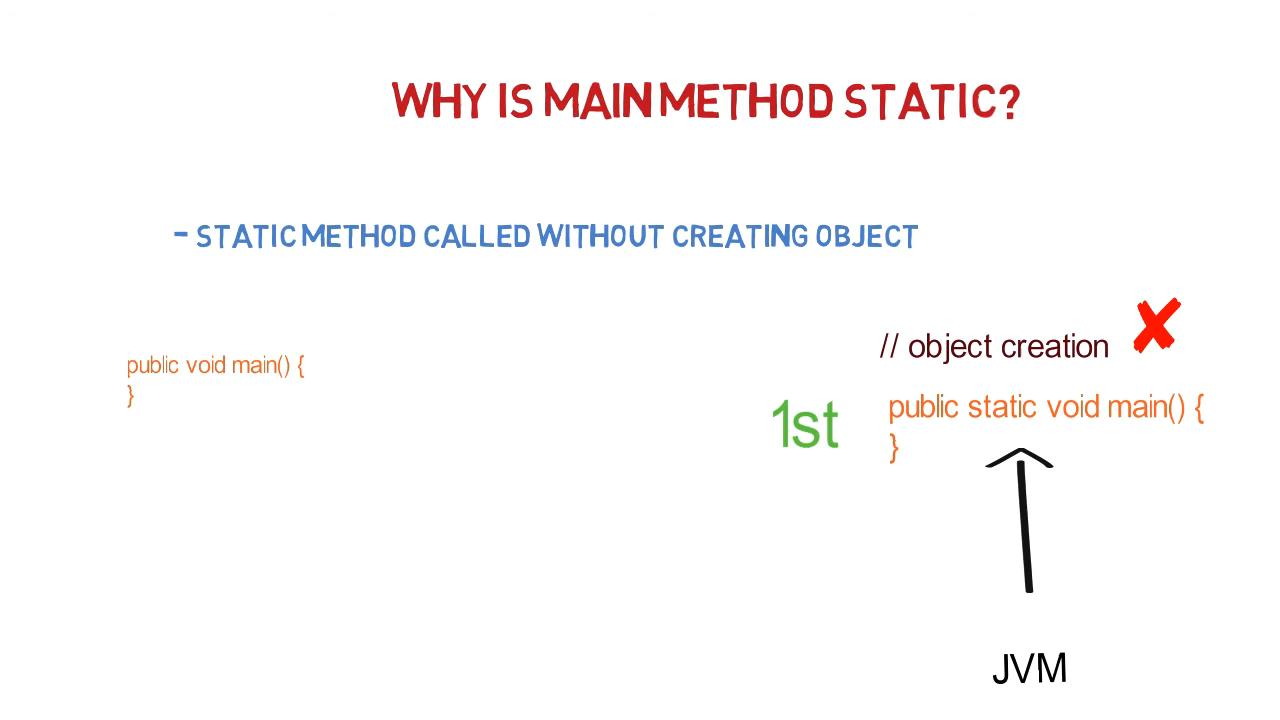 WHY IS MAIN METHOD STATIC?
- STATIC METHOD CALLED WITHOUT CREATING OBJECT
// object creation
public void main() {
}
1st
public static void main() {
}
JVM